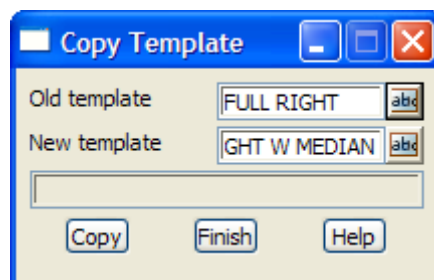 Copy Template
Old template FULL RIGHT abc
New template GHT W MEDIAN abc
Copy Finish Help